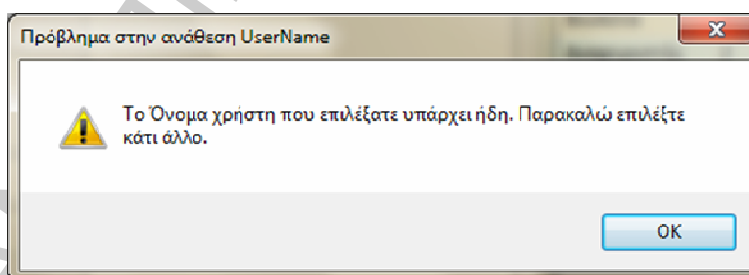 Πρόβλημα στην ανάθεση UserName
Το Όνομα χρήστη που επιλέξατε υπάρχει ήδη. Παρακαλώ επιλέξτε
κάτι άλλο.
OK